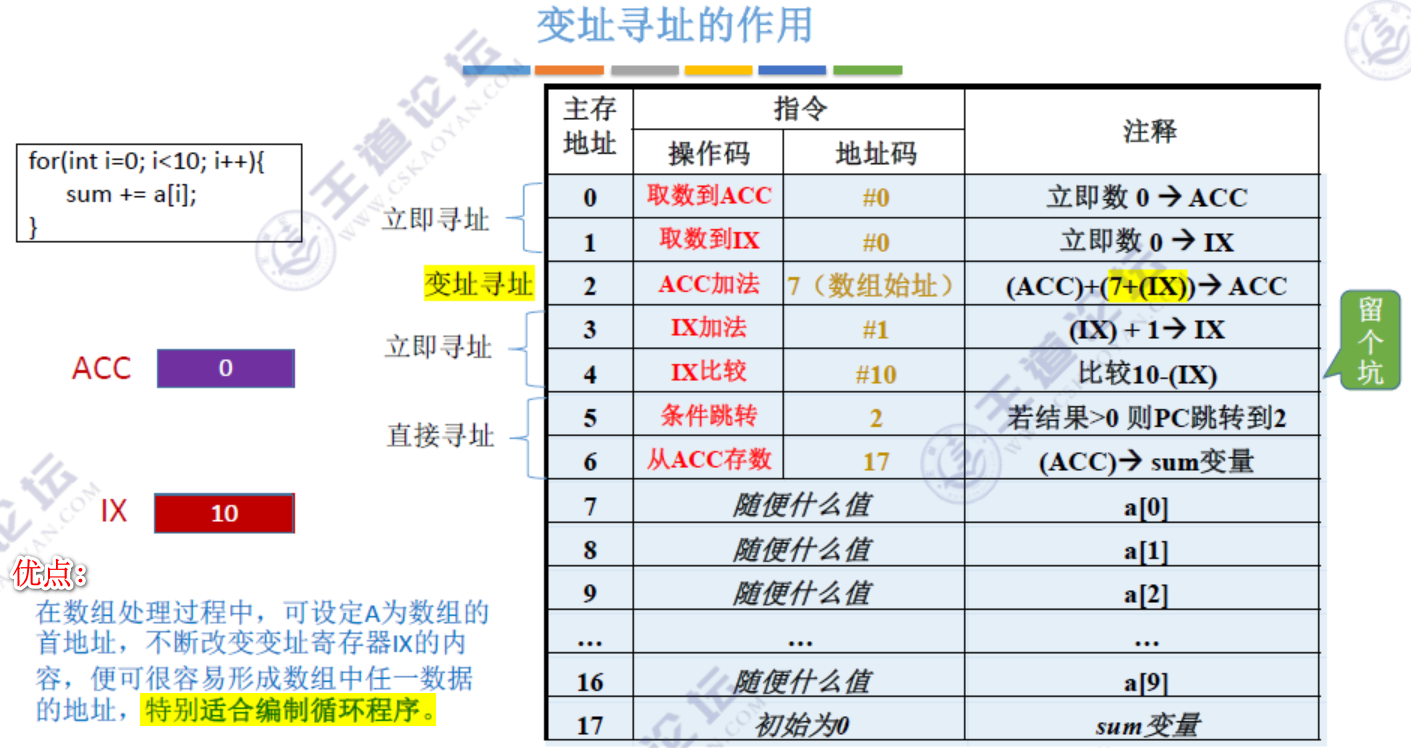 变址寻址的作用
for(int i=0; i<10; i++){
sum += a[i];
}
主存地址 指令 注释
操作码 地址码
立即寻址
0 取数到ACC #0 立即数 0 → ACC
1 取数到IX #0 立即数 0 → IX
变址寻址
2 ACC加法 7（数组始址） (ACC)+(7+(IX))→ ACC
立即寻址
3 IX加法 #1 (IX) + 1→ IX
4 IX比较 #10 比较10-(IX)
留个坑
直接寻址
5 条件跳转 2 若结果>0 则PC跳转到2
6 从ACC存数 17 (ACC)→ sum变量
7 随便什么值 a[0]
8 随便什么值 a[1]
9 随便什么值 a[2]
... ... ...
16 随便什么值 a[9]
17 初始为0 sum变量
ACC 0
IX 10
优点：
在数组处理过程中，可设定A为数组的
首地址，不断改变变址寄存器IX的内
容，便可很容易形成数组中任一数据
的地址，特别适合编制循环程序。
王道论坛
WWW.CSKAOYAN.COM